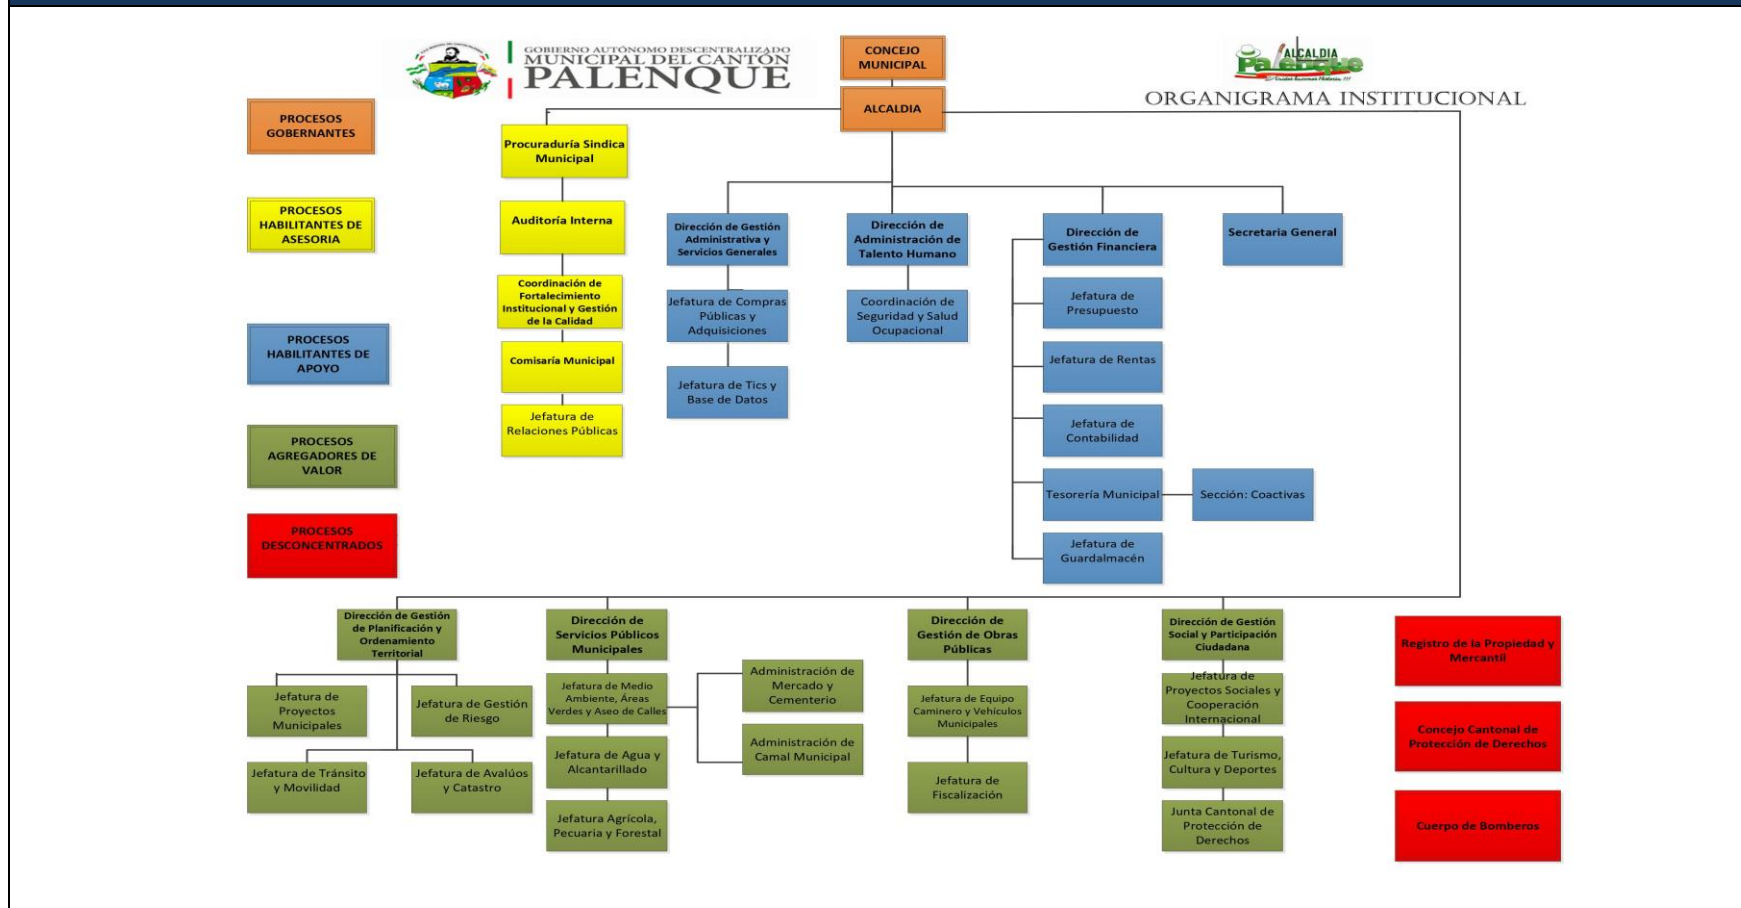 GOBIERNO AUTÓNOMO DESCENTRALIZADO
MUNICIPAL DEL CANTÓN
PALENQUE
CONCEJO
MUNICIPAL
ALCALDIA
ALCALDIA
Palenque
ORGANIGRAMA INSTITUCIONAL
PROCESOS
GOBERNANTES
PROCESOS
HABILITANTES DE
ASESORIA
PROCESOS
HABILITANTES DE
APOYO
PROCESOS
AGREGADORES DE
VALOR
PROCESOS
DESCONCENTRADOS
Procuraduría Sindica
Municipal
Auditoría Interna
Coordinación de
Fortalecimiento
Institucional y Gestión
de la Calidad
Comisaría Municipal
Jefatura de
Relaciones Públicas
Dirección de Gestión
Administrativa y
Servicios Generales
Jefatura de Compras
Públicas y
Adquisiciones
Jefatura de Tics y
Base de Datos
Dirección de
Administración de
Talento Humano
Coordinación de
Seguridad y Salud
Ocupacional
Dirección de
Gestión Financiera
Jefatura de
Presupuesto
Jefatura de Rentas
Jefatura de
Contabilidad
Tesorería Municipal
Sección: Coactivas
Jefatura de
Guardalmacén
Secretaria General
Dirección de Gestión
de Planificación y
Ordenamiento
Territorial
Jefatura de
Proyectos
Municipales
Jefatura de Gestión
de Riesgo
Jefatura de Tránsito
y Movilidad
Jefatura de Avalúos
y Catastro
Dirección de
Servicios Públicos
Municipales
Jefatura de Medio
Ambiente, Áreas
Verdes y Aseo de Calles
Jefatura de Agua y
Alcantarillado
Jefatura Agrícola,
Pecuaria y Forestal
Administración de
Mercado y
Cementerio
Administración de
Camal Municipal
Dirección de
Gestión de Obras
Públicas
Jefatura de Equipo
Caminero y Vehículos
Municipales
Jefatura de
Fiscalización
Dirección de Gestión
Social y Participación
Ciudadana
Jefatura de
Proyectos Sociales y
Cooperación
Internacional
Jefatura de Turismo,
Cultura y Deportes
Junta Cantonal de
Protección de
Derechos
Registro de la Propiedad y
Mercantil
Concejo Cantonal de
Protección de Derechos
Cuerpo de Bomberos